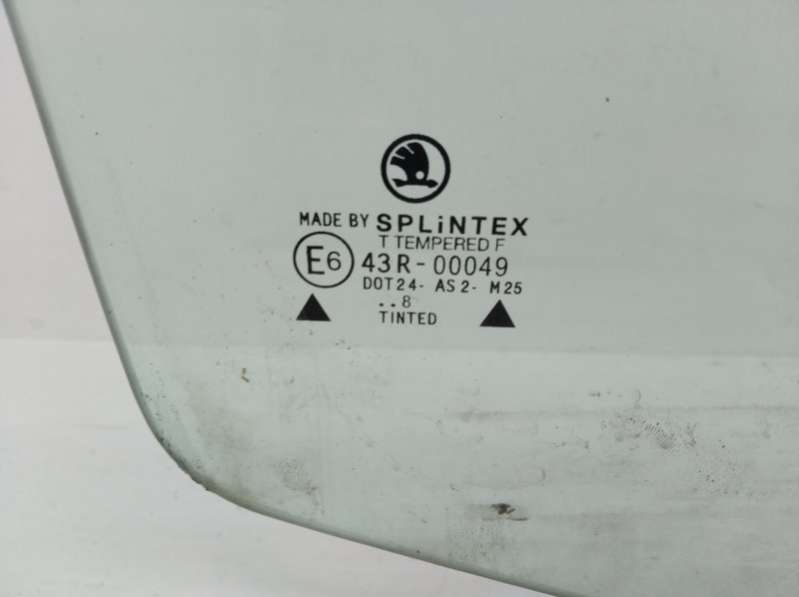 MADE BY SPLiNTEX
T TEMPERED F
E6 43R-00049
DOT24- AS2- M25
..8
TINTED